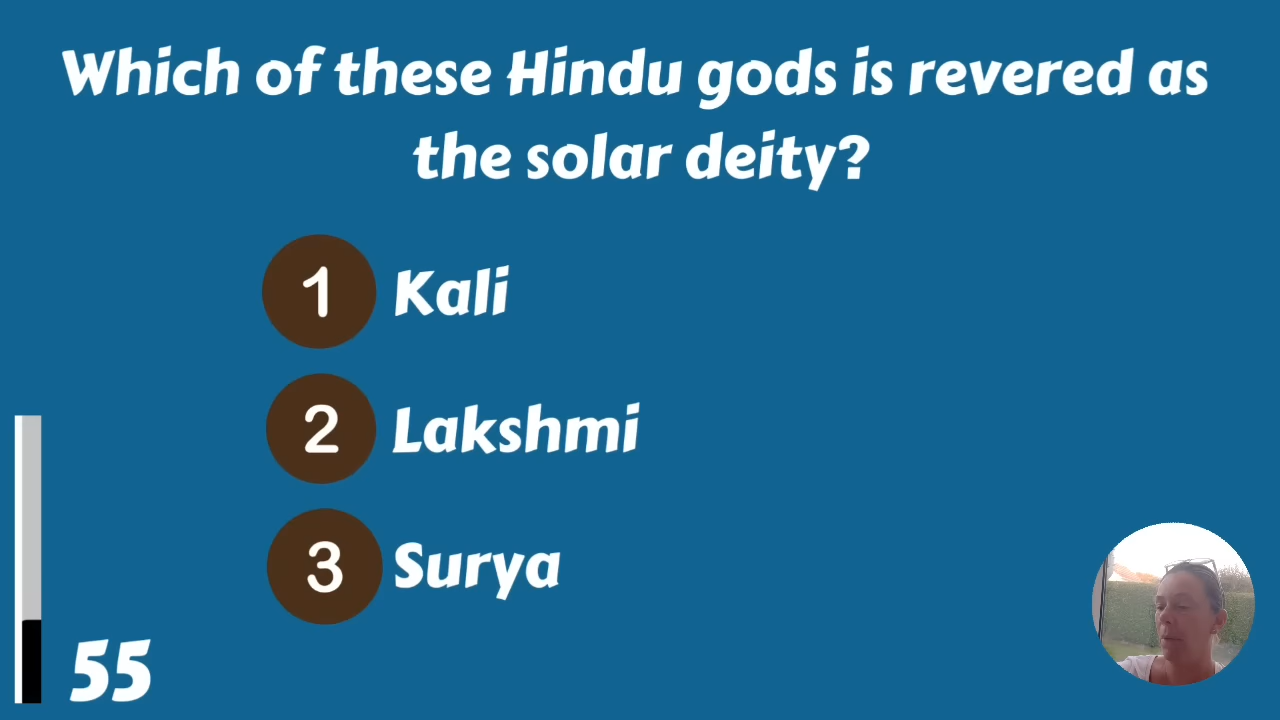 Which of these Hindu gods is revered as
the solar deity?
1 Kali
2 Lakshmi
3 Surya
55